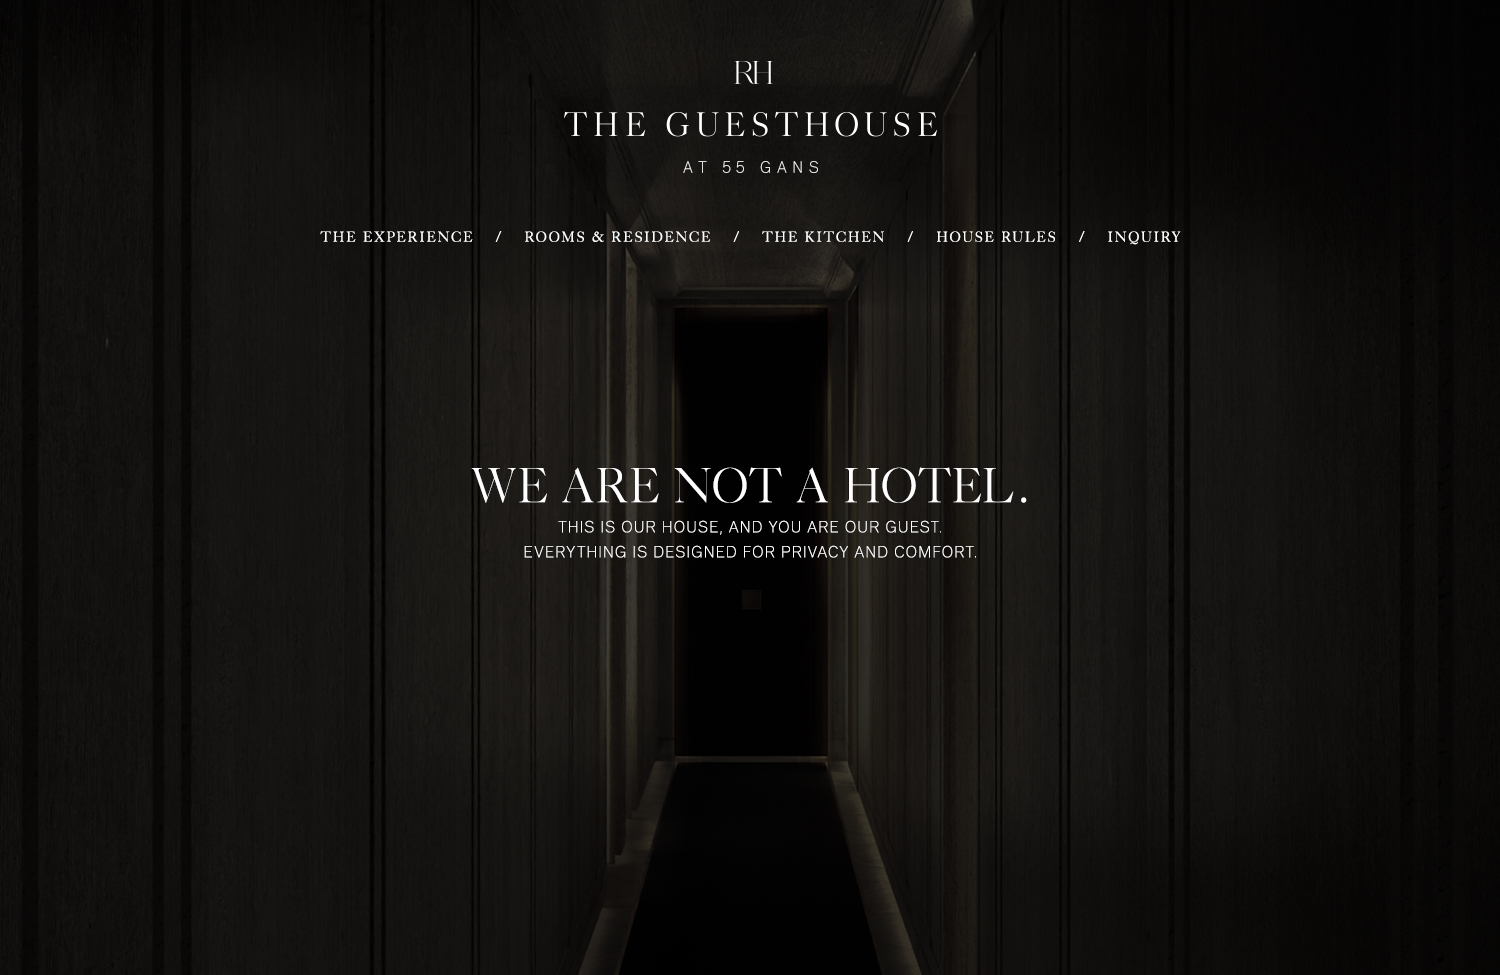 RH
THE GUESTHOUSE
AT 55 GANS
THE EXPERIENCE / ROOMS & RESIDENCE / THE KITCHEN / HOUSE RULES / INQUIRY
WE ARE NOT A HOTEL.
THIS IS OUR HOUSE, AND YOU ARE OUR GUEST.
EVERYTHING IS DESIGNED FOR PRIVACY AND COMFORT.